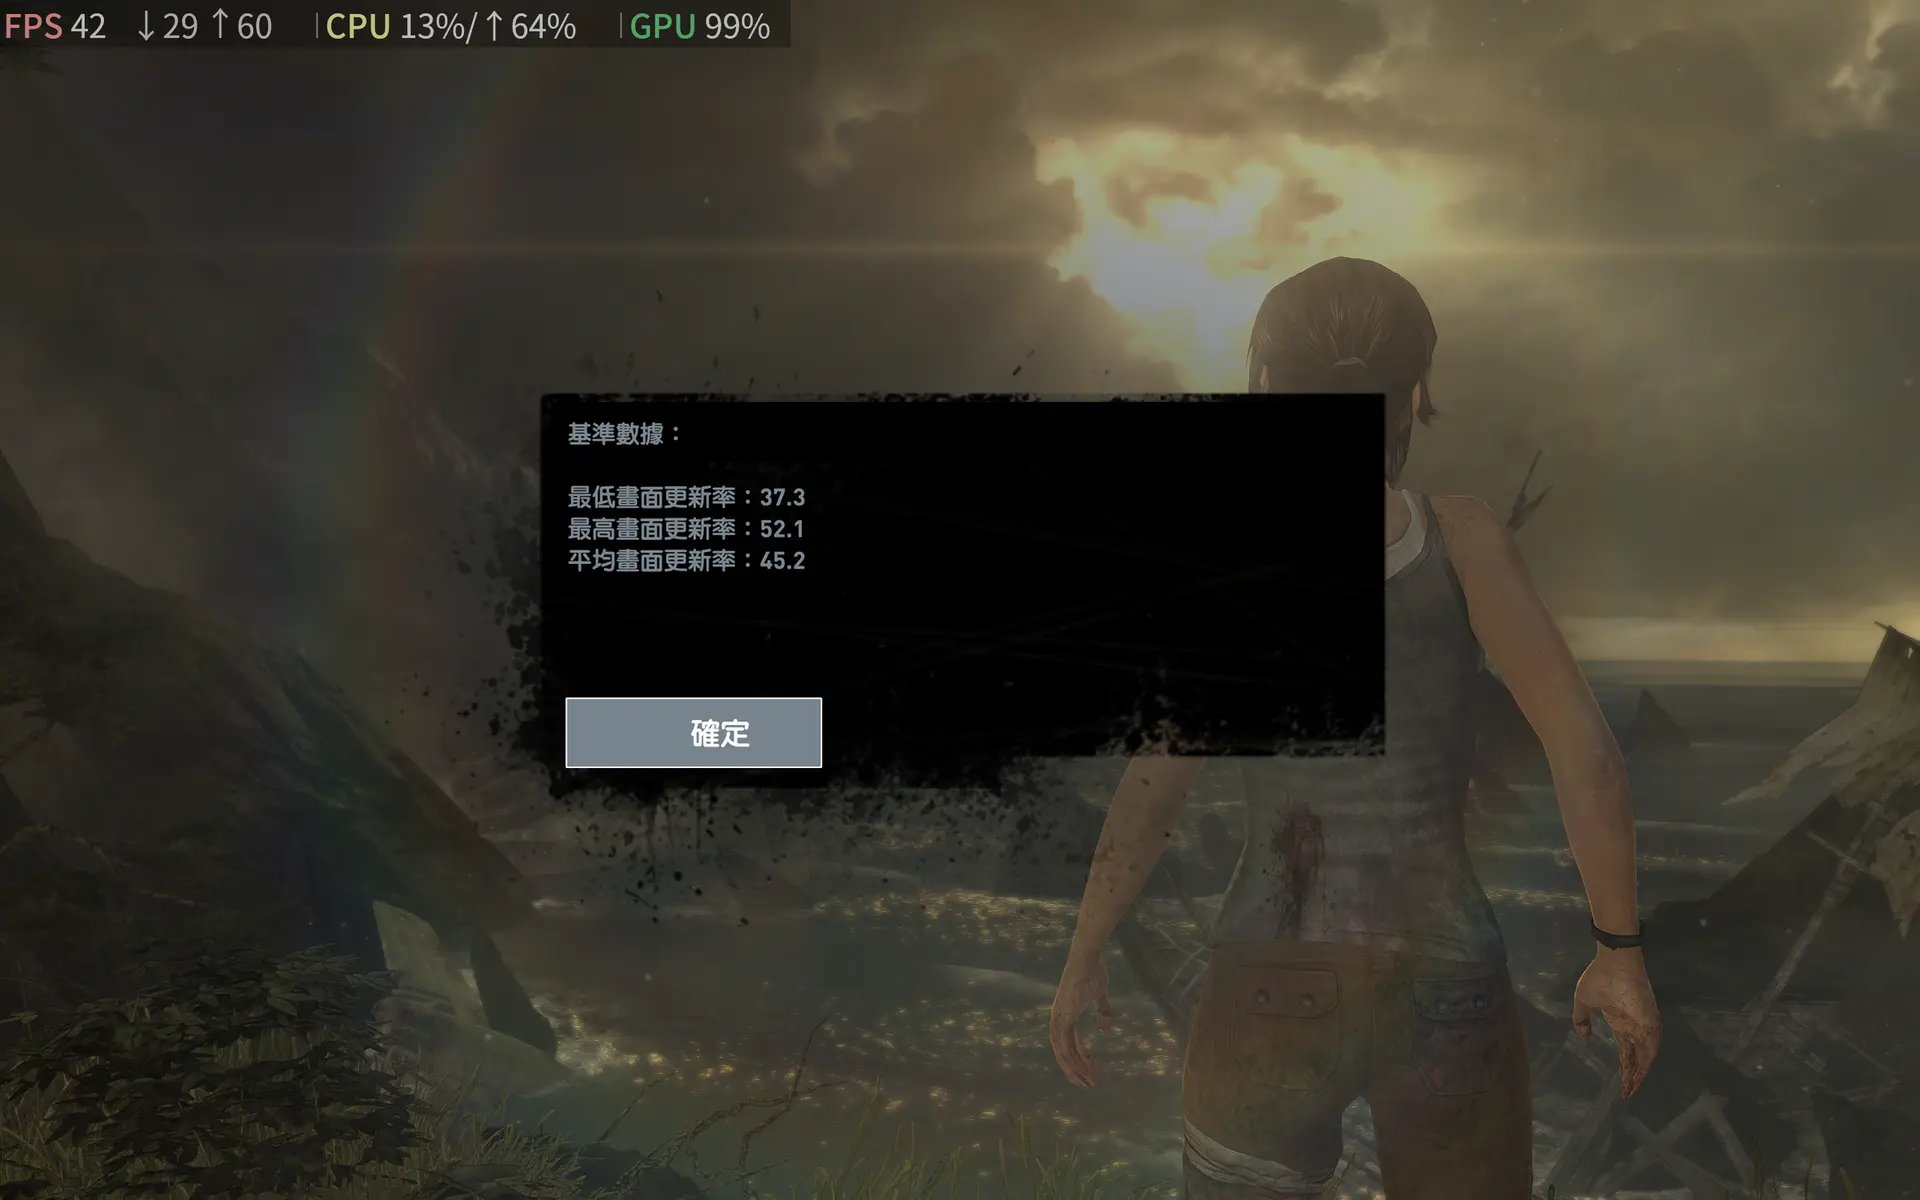 FPS 42 ↓29 ↑60 | CPU 13%/↑64% | GPU 99%
基準數據：
最低畫面更新率：37.3
最高畫面更新率：52.1
平均畫面更新率：45.2
確定